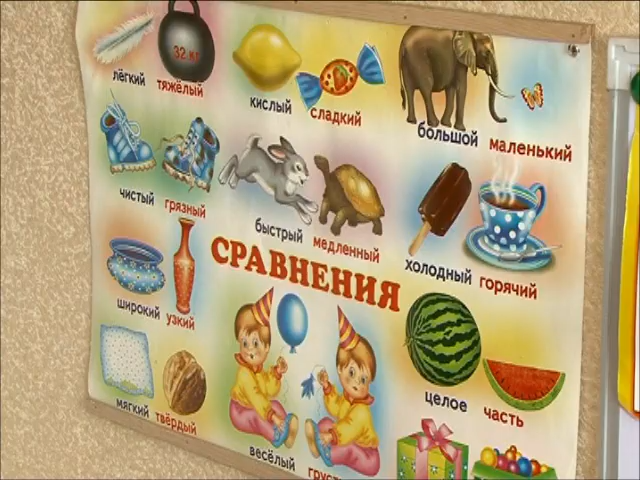 32 кг
лёгкий тяжёлый
кислый сладкий
большой маленький
чистый грязный
быстрый медленный
холодный горячий
СРАВНЕНИЯ
широкий узкий
мягкий твёрдый
весёлый
целое часть